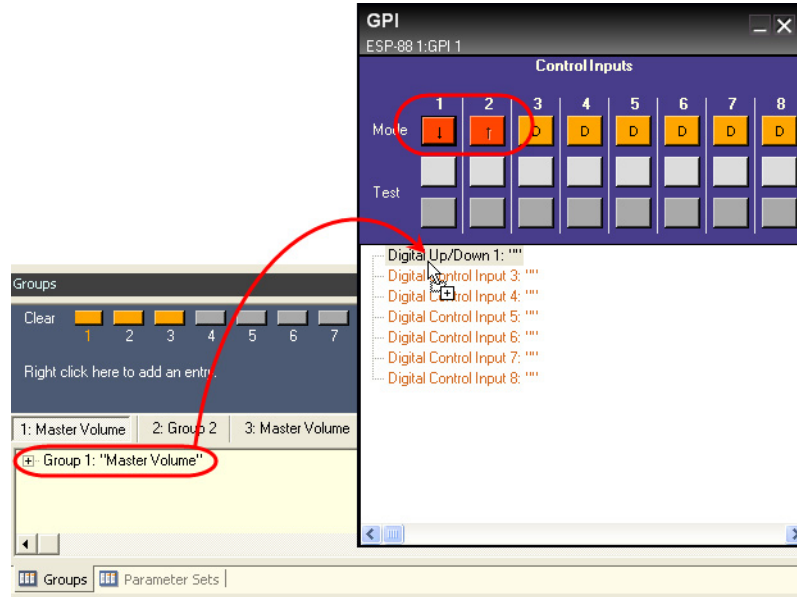 GPI
ESP-88 1:GPI 1
Control Inputs
1 2 3 4 5 6 7 8
Mode ↓ ↑ D D D D D D
Test
Digital Up/Down 1: ""
Digital Control Input 3: ""
Digital Control Input 4: ""
Digital Control Input 5: ""
Digital Control Input 6: ""
Digital Control Input 7: ""
Digital Control Input 8: ""
Groups
Clear
1 2 3 4 5 6 7
Right click here to add an entry.
1: Master Volume 2: Group 2 3: Master Volume
Group 1: "Master Volume"
Groups Parameter Sets